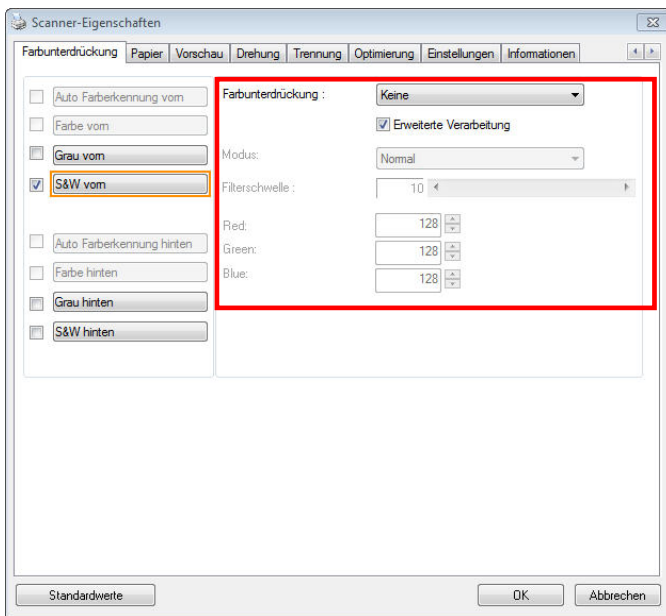 Scanner-Eigenschaften
Farbunterdrückung Papier Vorschau Drehung Trennung Optimierung Einstellungen Informationen
Auto Farberkennung vorn
Farbe vorn
Grau vorn
S&W vorn
Auto Farberkennung hinten
Farbe hinten
Grau hinten
S&W hinten
Farbunterdrückung : Keine
Erweiterte Verarbeitung
Modus: Normal
Filterschwelle : 10
Red: 128
Green: 128
Blue: 128
Standardwerte OK Abbrechen